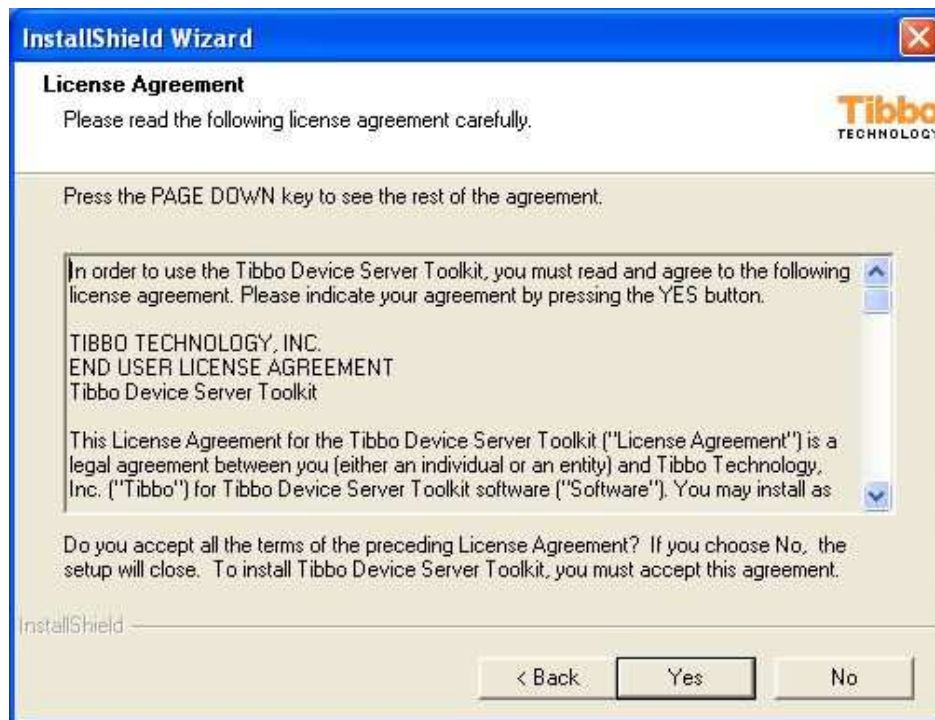 InstallShield Wizard
License Agreement
Please read the following license agreement carefully.
Tibbo
TECHNOLOGY
Press the PAGE DOWN key to see the rest of the agreement.
In order to use the Tibbo Device Server Toolkit, you must read and agree to the following
license agreement. Please indicate your agreement by pressing the YES button.
TIBBO TECHNOLOGY, INC.
END USER LICENSE AGREEMENT
Tibbo Device Server Toolkit
This License Agreement for the Tibbo Device Server Toolkit ("License Agreement") is a
legal agreement between you (either an individual or an entity) and Tibbo Technology,
Inc. ("Tibbo") for Tibbo Device Server Toolkit software ("Software"). You may install as
Do you accept all the terms of the preceding License Agreement? If you choose No, the
setup will close. To install Tibbo Device Server Toolkit, you must accept this agreement.
InstallShield
< Back Yes No